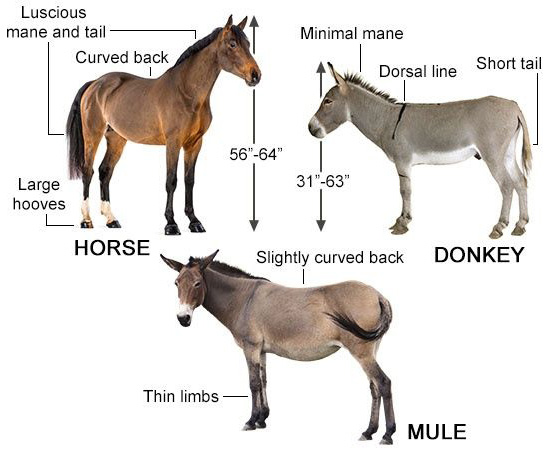 Luscious
mane and tail
Curved back
56”-64”
Large
hooves
HORSE
Minimal mane
Dorsal line
Short tail
31”-63”
DONKEY
Slightly curved back
Thin limbs
MULE